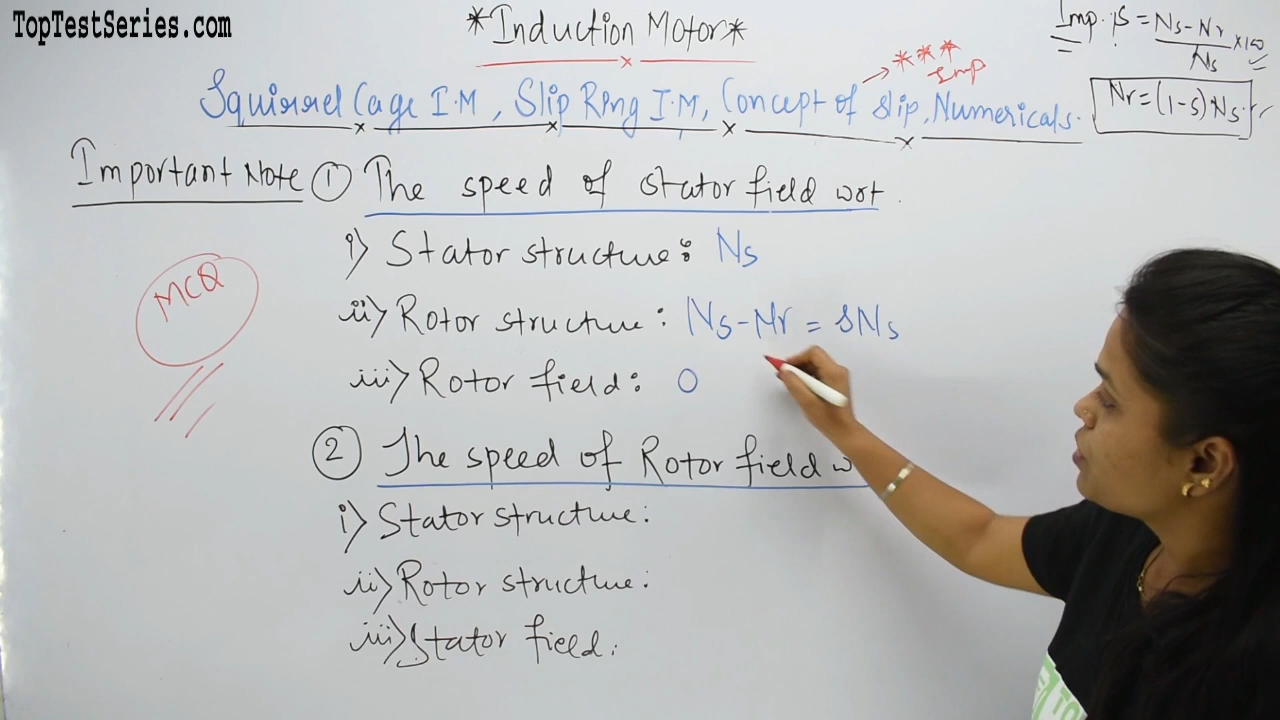 TopTestSeries.com
*Induction Motor*
Imp. %S = Ns-Nr/Ns ×100
Nr=(1-s)Ns.
*** Imp
Squirrel Cage I.M, Slip Ring I.M, Concept of slip, Numericals.
Important Note ① The speed of stator field wrt.
i) Stator structure: Ns
ii) Rotor structure: Ns-Nr = sNs
iii) Rotor field: 0
MCQ
② The speed of Rotor field w
i) Stator structure:
ii) Rotor structure:
iii) Stator field: